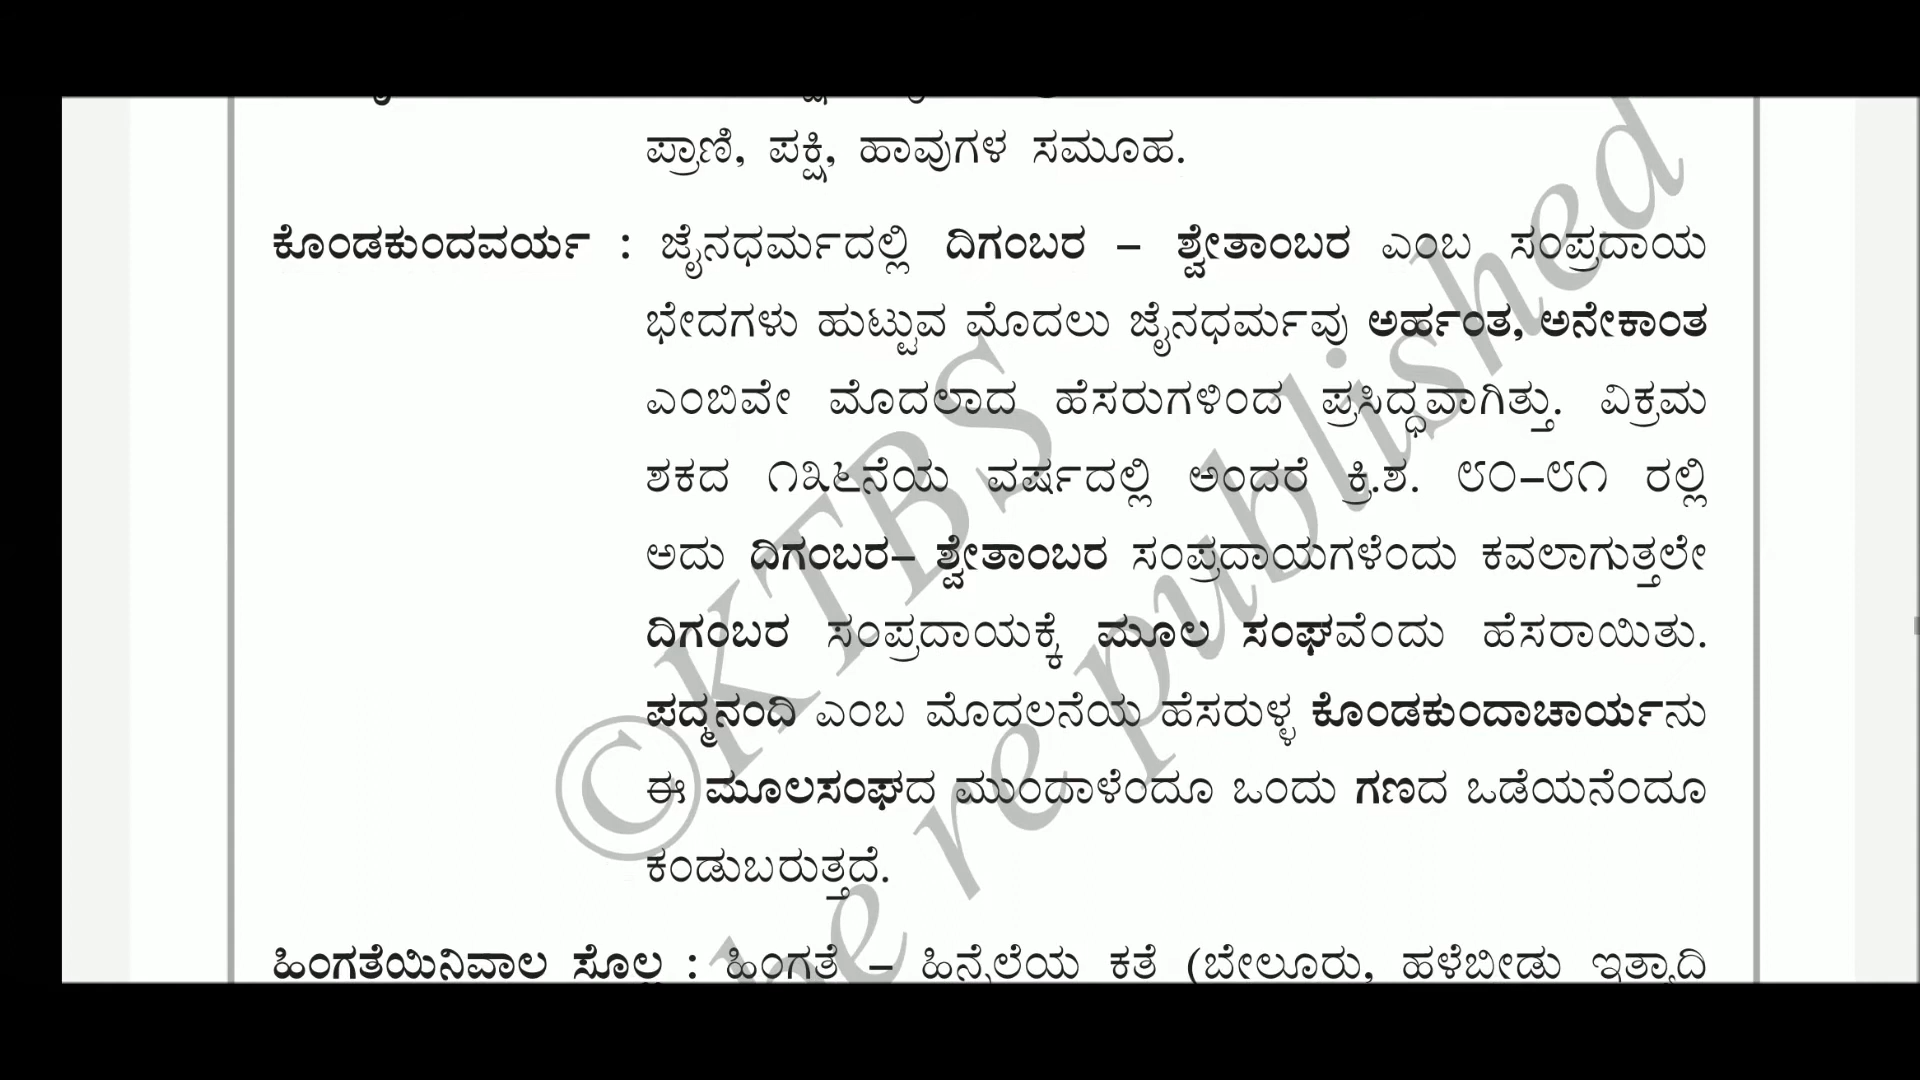 ಪ್ರಾಣಿ, ಪಕ್ಷಿ, ಹಾವುಗಳ ಸಮೂಹ.
ಕೊಂಡಕುಂದವರ್ಯ : ಜೈನಧರ್ಮದಲ್ಲಿ ದಿಗಂಬರ – ಶ್ವೇತಾಂಬರ ಎಂಬ ಸಂಪ್ರದಾಯ
ಭೇದಗಳು ಹುಟ್ಟುವ ಮೊದಲು ಜೈನಧರ್ಮವು ಅರ್ಹಂತ, ಅನೇಕಾಂತ
ಎಂಬಿವೇ ಮೊದಲಾದ ಹೆಸರುಗಳಿಂದ ಪ್ರಸಿದ್ಧವಾಗಿತ್ತು. ವಿಕ್ರಮ
ಶಕದ ೧೩೬ನೆಯ ವರ್ಷದಲ್ಲಿ ಅಂದರೆ ಕ್ರಿ.ಶ. ೮೦–೮೧ ರಲ್ಲಿ
ಅದು ದಿಗಂಬರ– ಶ್ವೇತಾಂಬರ ಸಂಪ್ರದಾಯಗಳೆಂದು ಕವಲಾಗುತ್ತಲೇ
ದಿಗಂಬರ ಸಂಪ್ರದಾಯಕ್ಕೆ ಮೂಲ ಸಂಘವೆಂದು ಹೆಸರಾಯಿತು.
ಪದ್ಮನಂದಿ ಎಂಬ ಮೊದಲನೆಯ ಹೆಸರುಳ್ಳ ಕೊಂಡಕುಂದಾಚಾರ್ಯನು
ಈ ಮೂಲಸಂಘದ ಮುಂದಾಳೆಂದೂ ಒಂದು ಗಣದ ಒಡೆಯನೆಂದೂ
ಕಂಡುಬರುತ್ತದೆ.
ಹಿಂಗತೆಯಿನಿವಾಲ ಸೊಲ್ಲ : ಹಿಂಗತೆ – ಹಿನ್ನೆಲೆಯ ಕತೆ (ಬೇಲೂರು, ಹಳೆಬೀಡು ಇತ್ಯಾದಿ
©KTBS
be republished